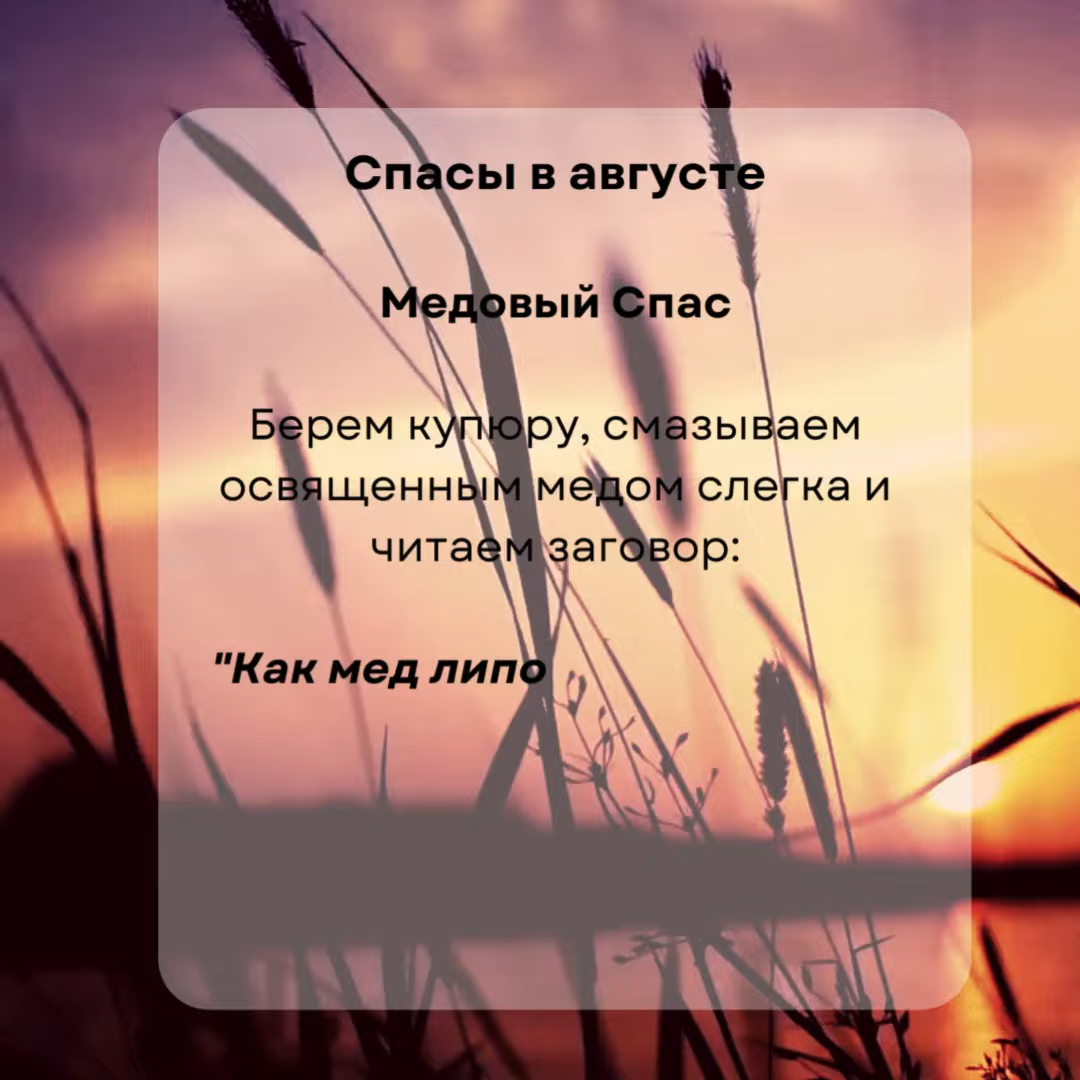 Спасы в августе
Медовый Спас
Берем купюру, смазываем
освященным медом слегка и
читаем заговор:
"Как мед липо